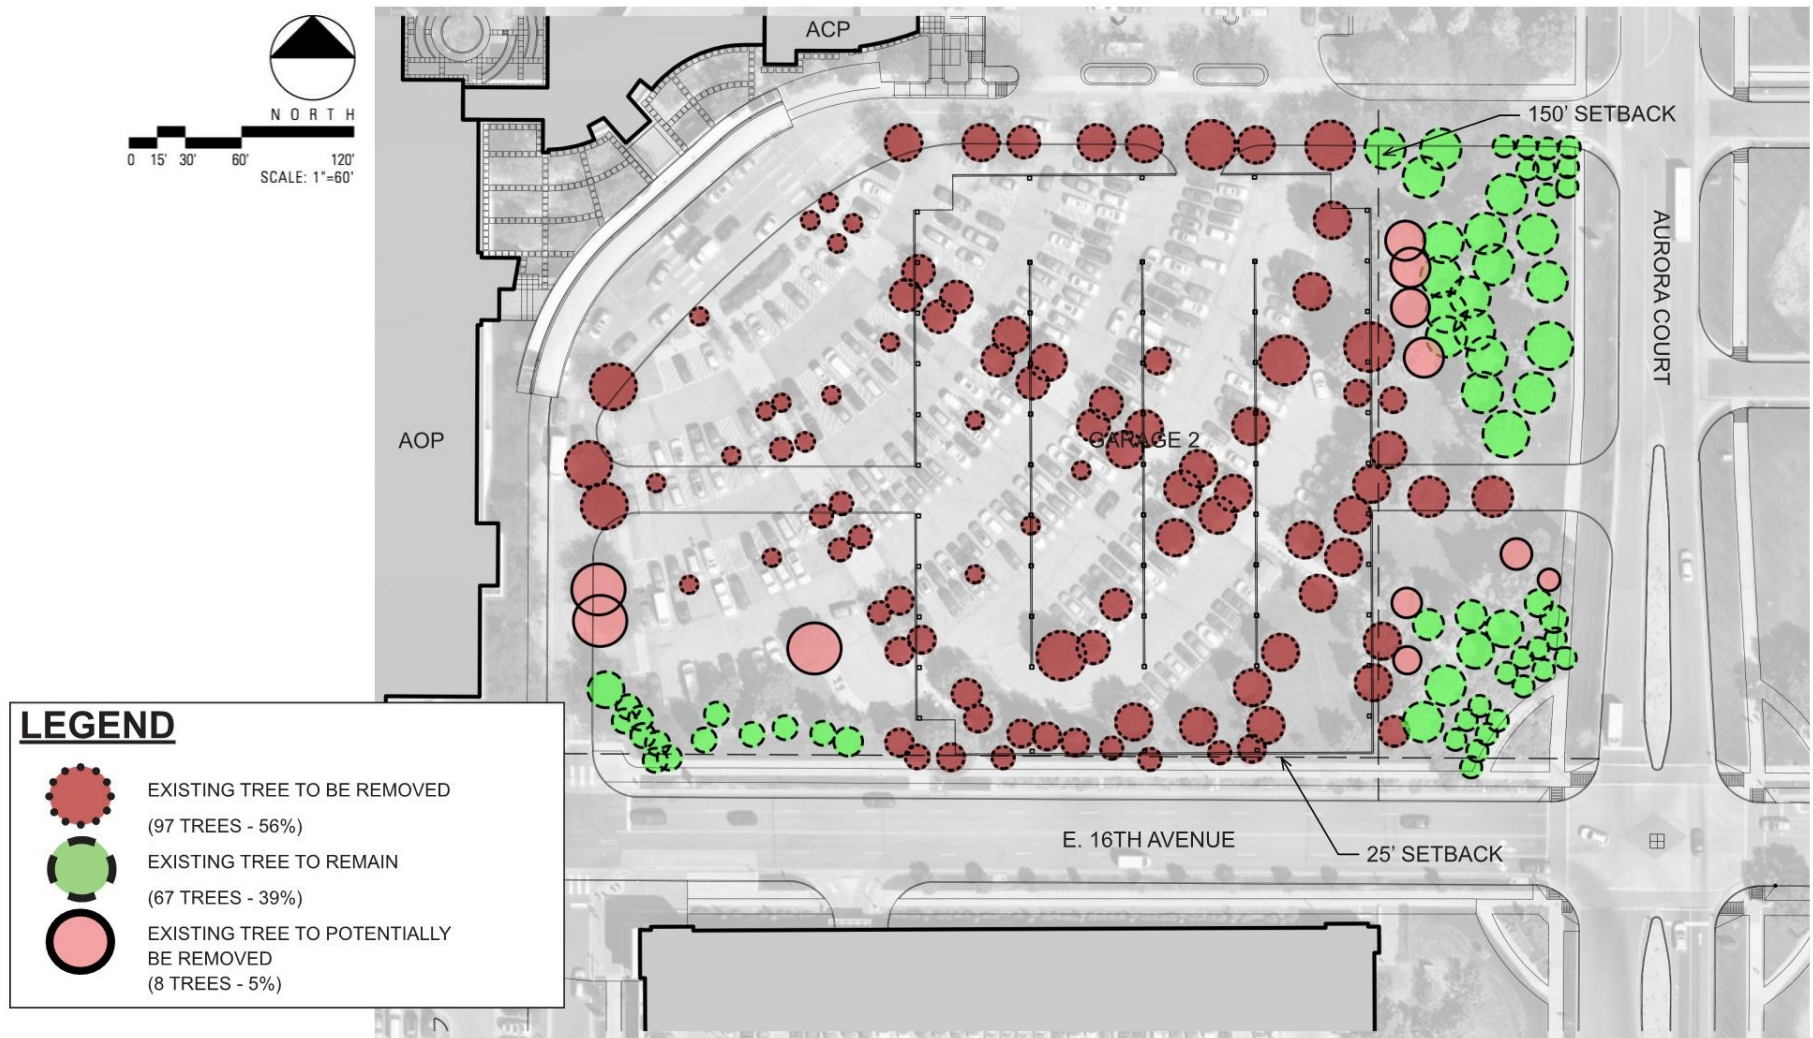 ACP
NORTH
0 15' 30' 60' 120'
SCALE: 1"=60'
150' SETBACK
AURORA COURT
AOP
GARAGE 2
LEGEND
EXISTING TREE TO BE REMOVED
(97 TREES - 56%)
EXISTING TREE TO REMAIN
(67 TREES - 39%)
EXISTING TREE TO POTENTIALLY
BE REMOVED
(8 TREES - 5%)
E. 16TH AVENUE
25' SETBACK